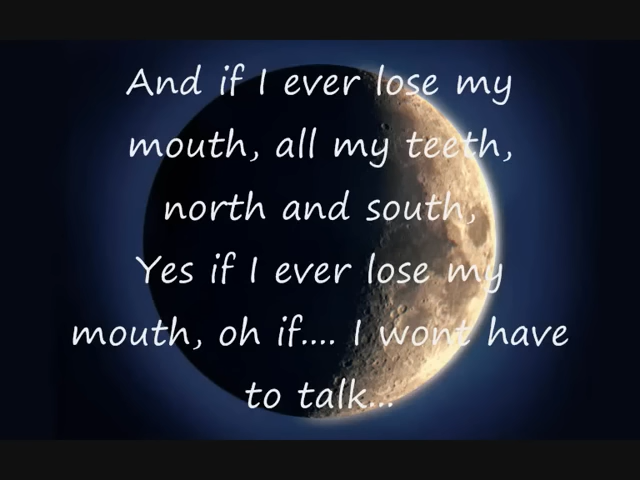 And if I ever lose my
mouth, all my teeth,
north and south,
Yes if I ever lose my
mouth, oh if.... I wont have
to talk...